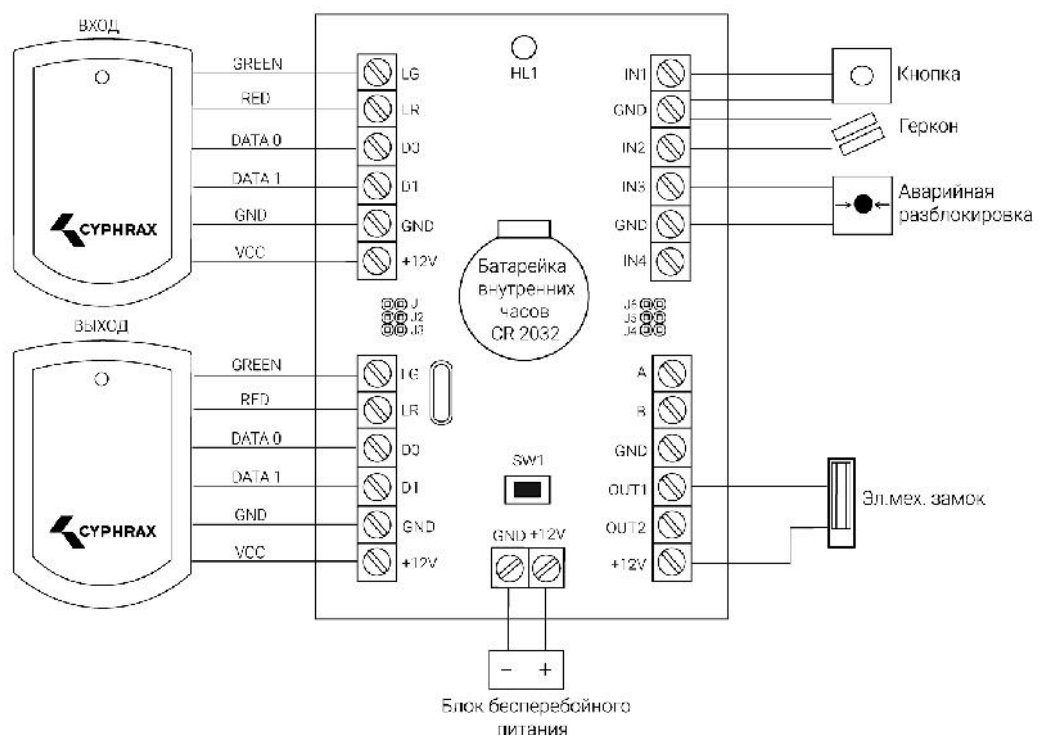 ВХОД
GREEN
RED
DATA 0
DATA 1
GND
VCC
CYPHRAX
LG
LR
D0
D1
GND
+12V
J1
J2
J3
HL1
Батарейка
внутренних
часов
CR 2032
IN1
GND
IN2
IN3
GND
IN4
J6
J5
J4
Кнопка
Геркон
Аварийная
разблокировка
ВЫХОД
GREEN
RED
DATA 0
DATA 1
GND
VCC
CYPHRAX
LG
LR
D0
D1
GND
+12V
SW1
GND +12V
A
B
GND
OUT1
OUT2
+12V
Эл.мех. замок
− +
Блок бесперебойного
питания